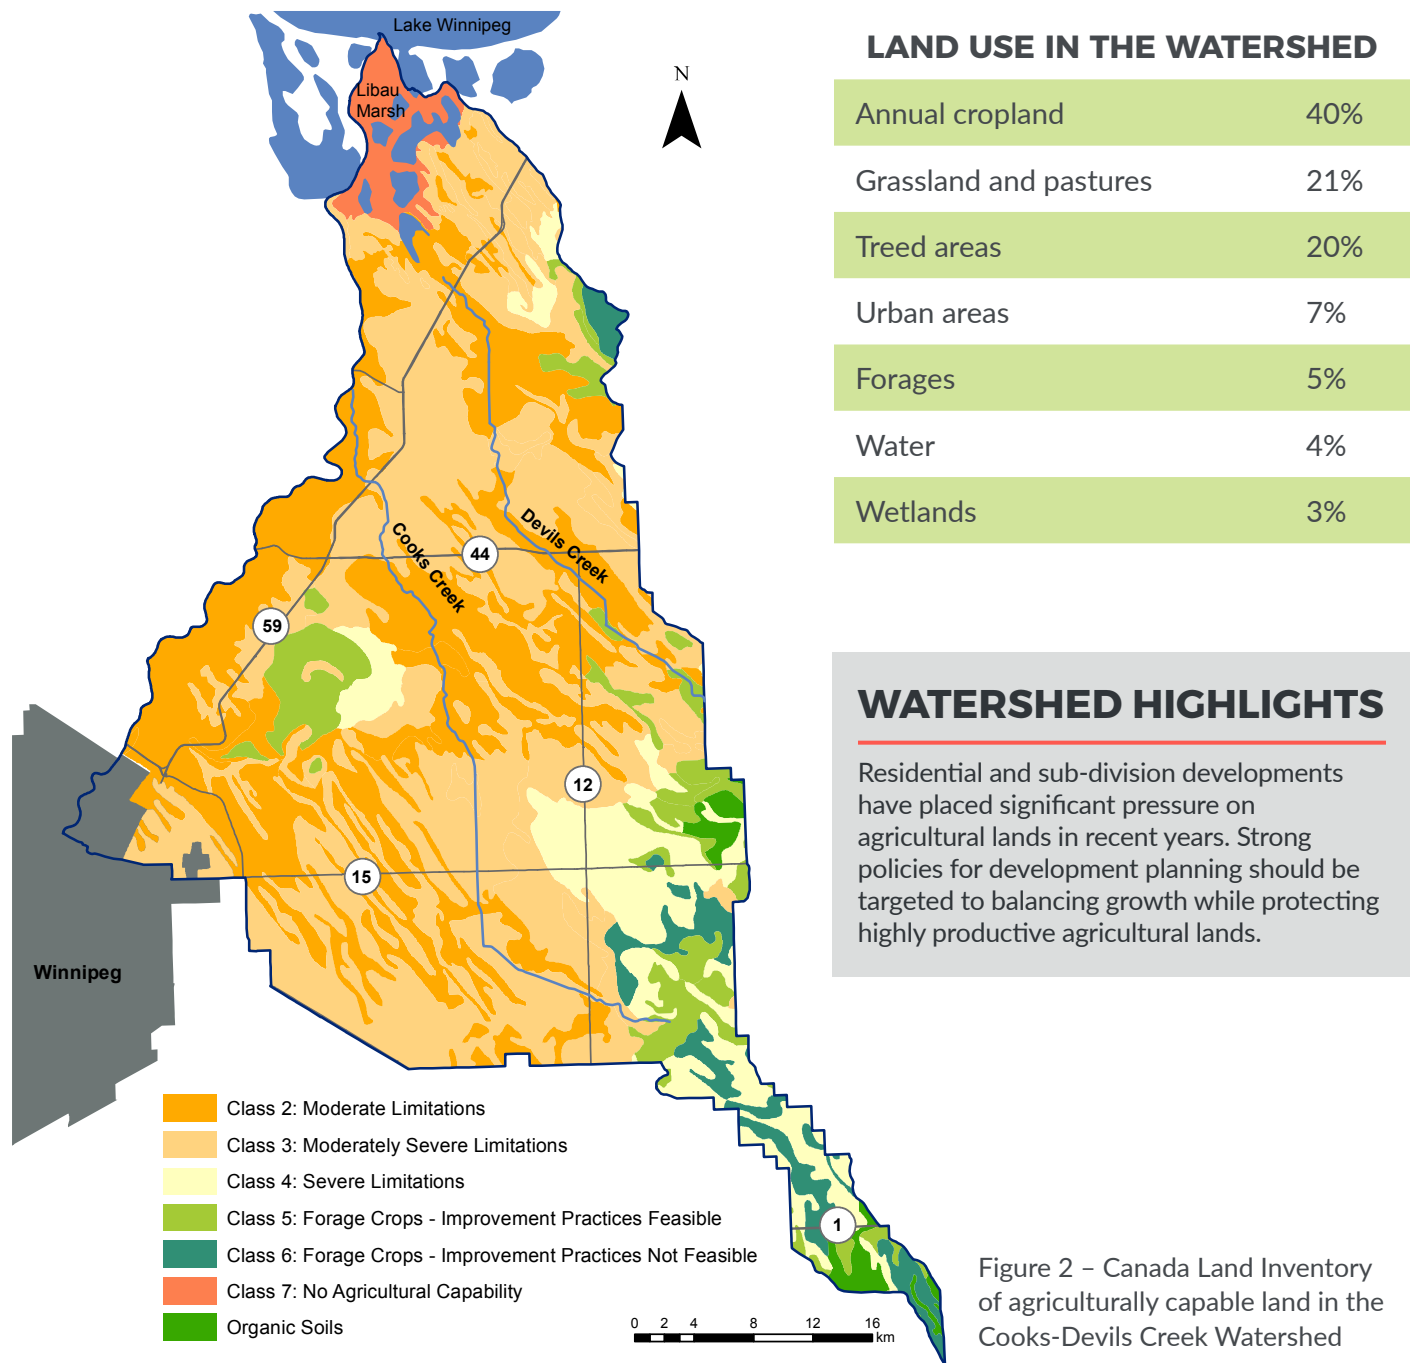 Lake Winnipeg
Libau
Marsh
N
Cooks Creek
Devils Creek
44
59
12
15
Winnipeg
1
Class 2: Moderate Limitations
Class 3: Moderately Severe Limitations
Class 4: Severe Limitations
Class 5: Forage Crops - Improvement Practices Feasible
Class 6: Forage Crops - Improvement Practices Not Feasible
Class 7: No Agricultural Capability
Organic Soils
0 2 4 8 12 16
km
LAND USE IN THE WATERSHED
Annual cropland 40%
Grassland and pastures 21%
Treed areas 20%
Urban areas 7%
Forages 5%
Water 4%
Wetlands 3%
WATERSHED HIGHLIGHTS
Residential and sub-division developments
have placed significant pressure on
agricultural lands in recent years. Strong
policies for development planning should be
targeted to balancing growth while protecting
highly productive agricultural lands.
Figure 2 – Canada Land Inventory
of agriculturally capable land in the
Cooks-Devils Creek Watershed